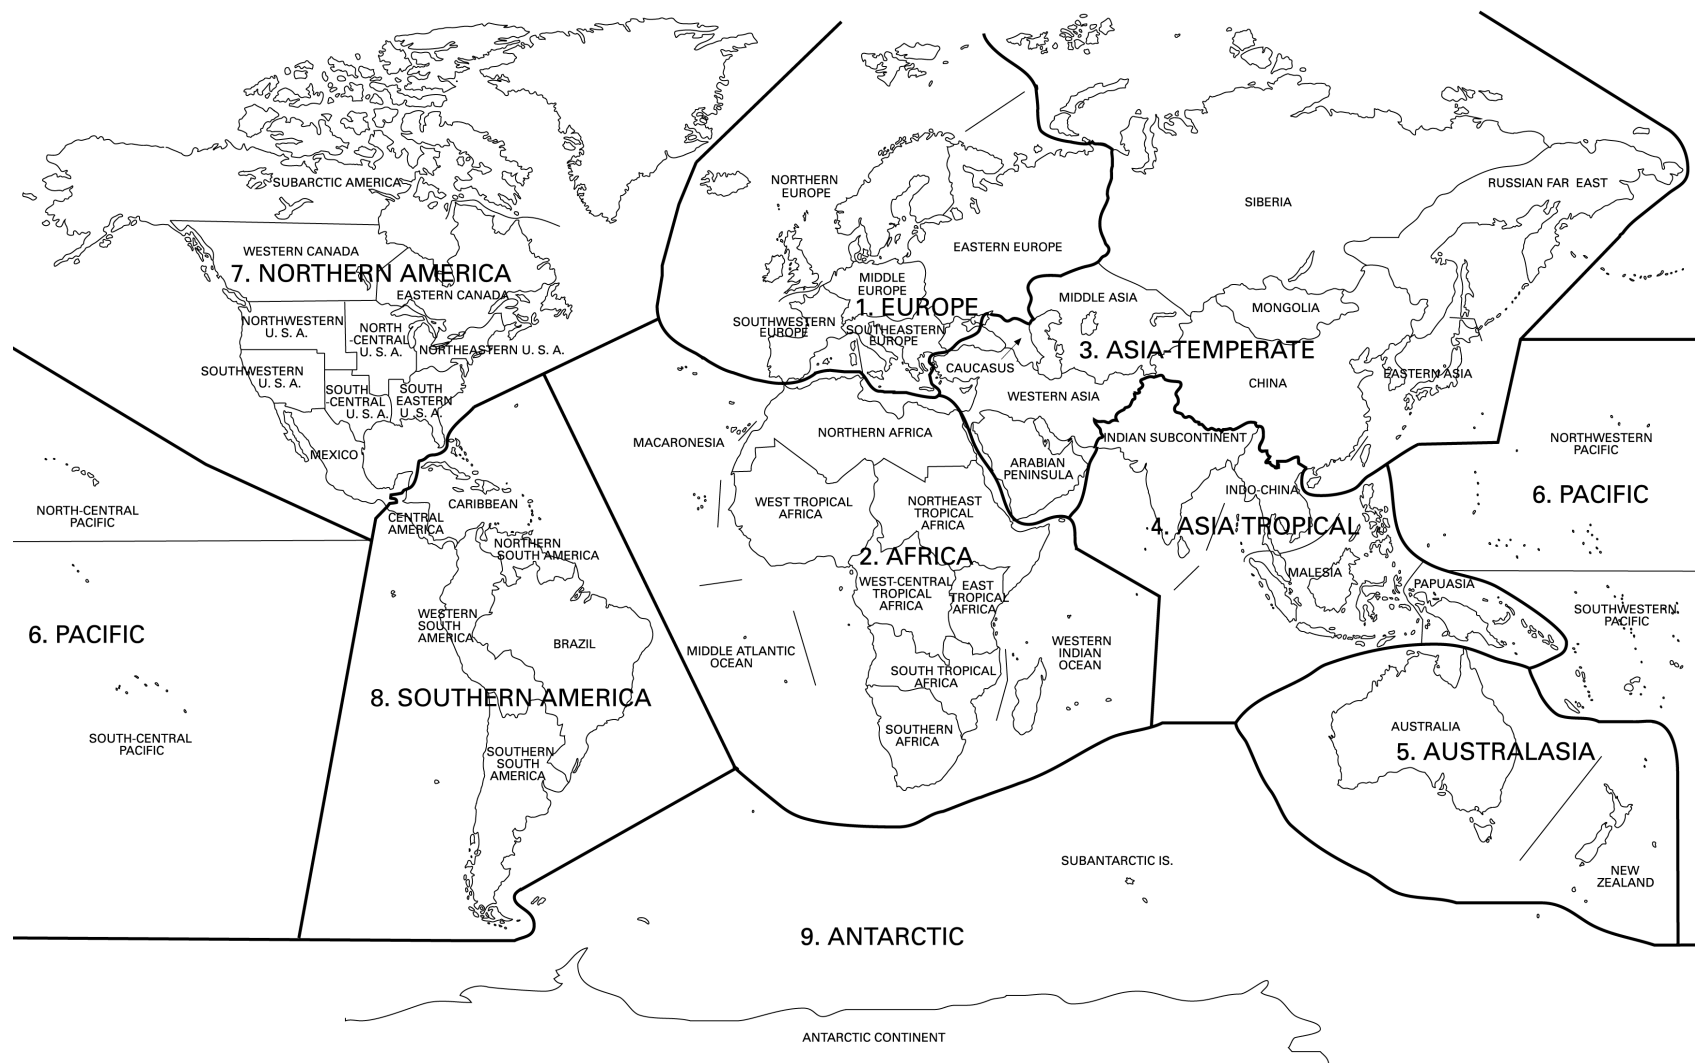 SUBARCTIC AMERICA
WESTERN CANADA
7. NORTHERN AMERICA
EASTERN CANADA
NORTHWESTERN
U. S. A.
NORTH
-CENTRAL
U. S. A.
NORTHEASTERN U. S. A.
SOUTHWESTERN
U. S. A.
SOUTH
-CENTRAL
U. S. A.
SOUTH
EASTERN
U. S. A.
MEXICO
NORTHERN
EUROPE
EASTERN EUROPE
MIDDLE
EUROPE
1. EUROPE
SOUTHWESTERN
EUROPE
SOUTHEASTERN
EUROPE
SIBERIA
RUSSIAN FAR EAST
MIDDLE ASIA
MONGOLIA
3. ASIA-TEMPERATE
CAUCASUS
WESTERN ASIA
CHINA
EASTERN ASIA
ARABIAN
PENINSULA
MACARONESIA
NORTHERN AFRICA
WEST TROPICAL
AFRICA
NORTHEAST
TROPICAL
AFRICA
2. AFRICA
WEST-CENTRAL
TROPICAL
AFRICA
EAST
TROPICAL
AFRICA
MIDDLE ATLANTIC
OCEAN
SOUTH TROPICAL
AFRICA
SOUTHERN
AFRICA
WESTERN
INDIAN
OCEAN
INDIAN SUBCONTINENT
INDO-CHINA
4. ASIA TROPICAL
MALESIA
PAPUASIA
NORTHWESTERN
PACIFIC
6. PACIFIC
SOUTHWESTERN
PACIFIC
NORTH-CENTRAL
PACIFIC
6. PACIFIC
SOUTH-CENTRAL
PACIFIC
CARIBBEAN
CENTRAL
AMERICA
NORTHERN
SOUTH AMERICA
WESTERN
SOUTH
AMERICA
BRAZIL
8. SOUTHERN AMERICA
SOUTHERN
SOUTH
AMERICA
AUSTRALIA
5. AUSTRALASIA
NEW
ZEALAND
SUBANTARCTIC IS.
9. ANTARCTIC
ANTARCTIC CONTINENT